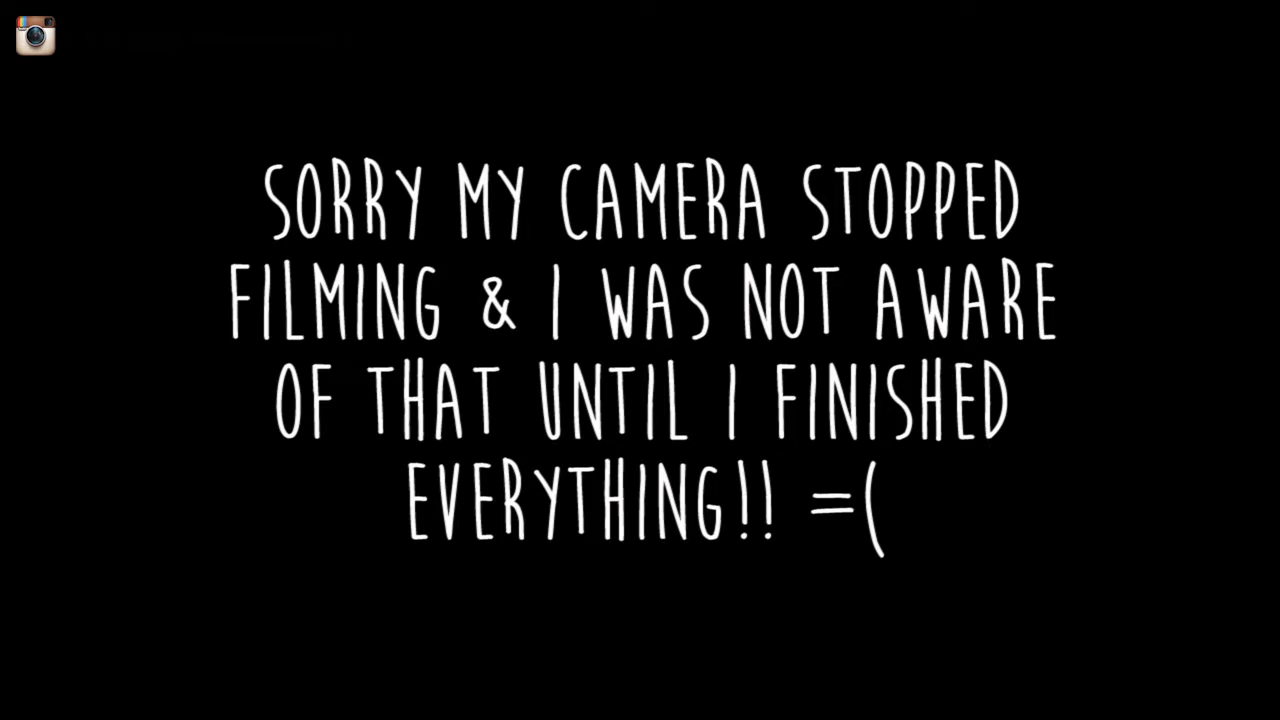 SORRY MY CAMERA STOPPED
FILMING & I WAS NOT AWARE
OF THAT UNTIL I FINISHED
EVERYTHING!! =(